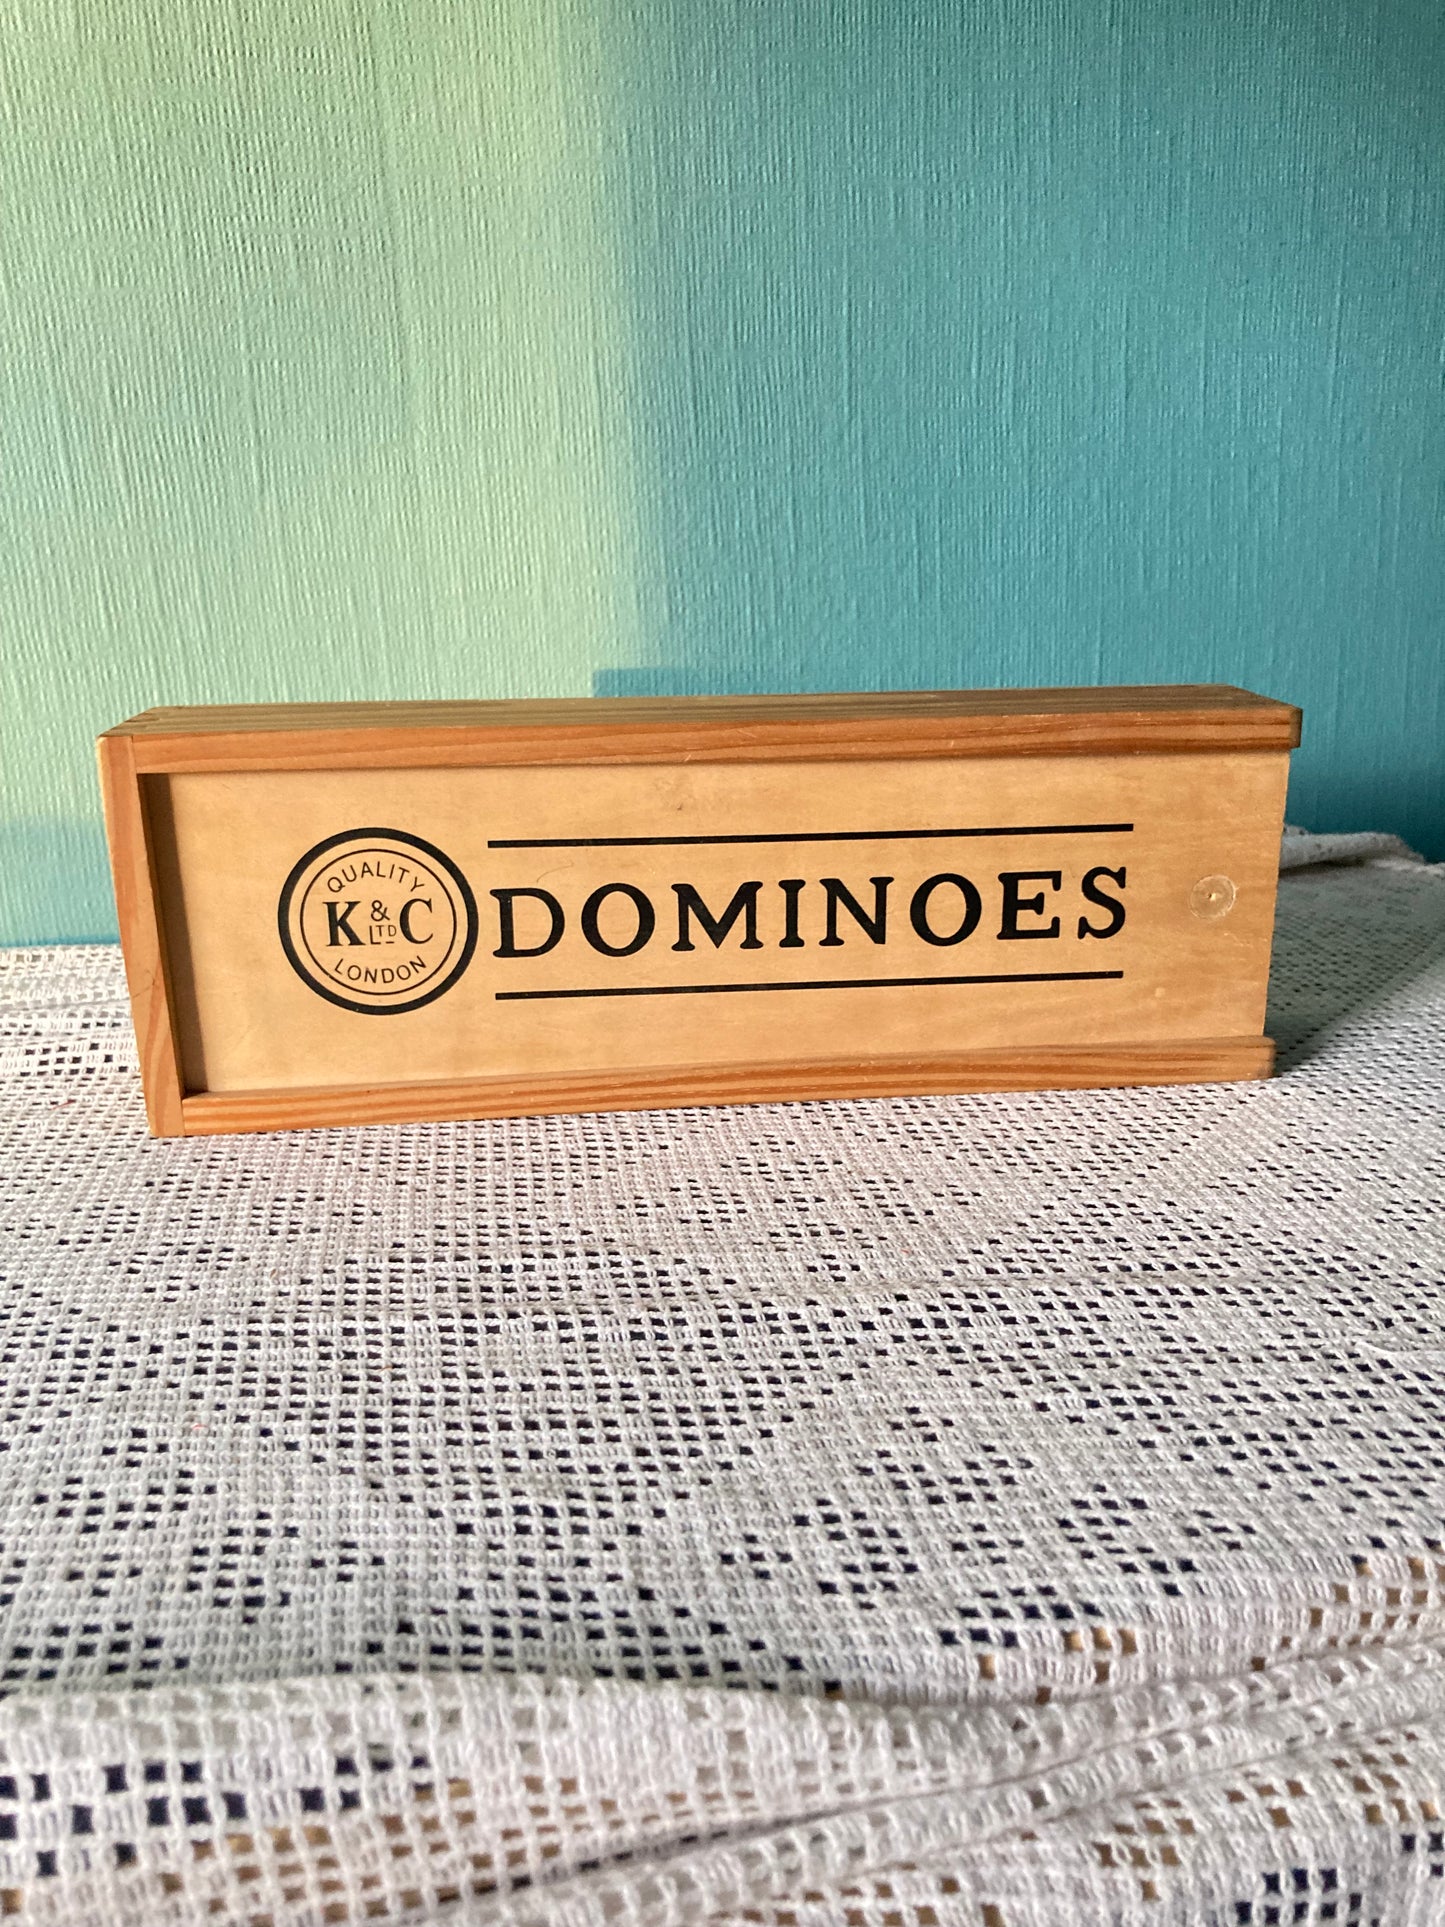 QUALITY
K & C
LTD
LONDON
DOMINOES